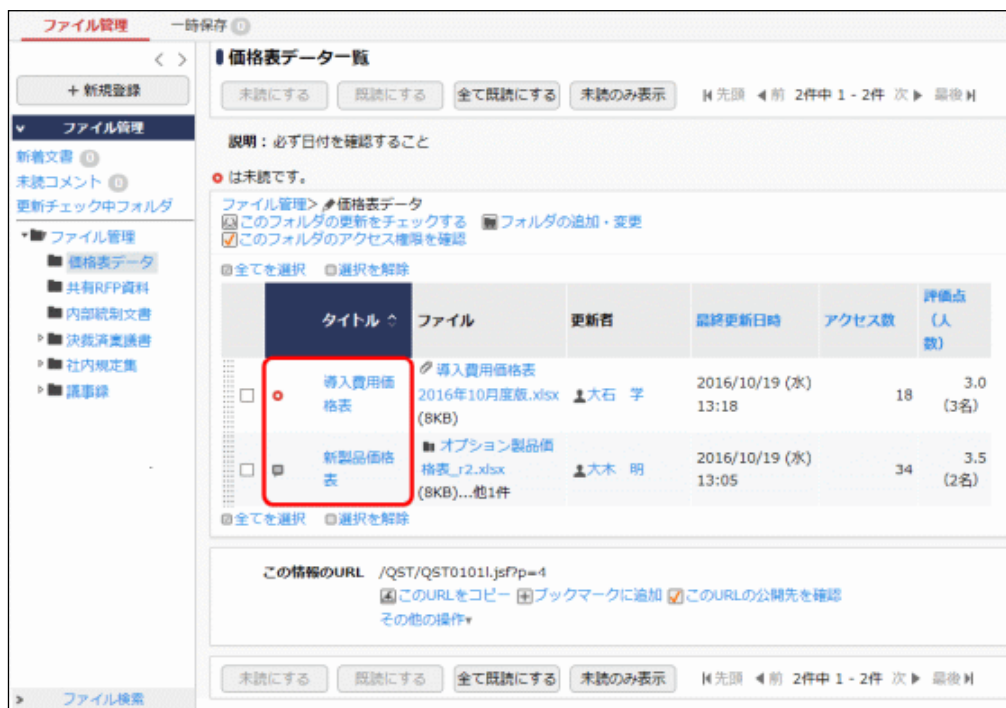 ファイル管理 一時保存 0
< >
+ 新規登録
ファイル管理
新着文書 0
未読コメント 0
更新チェック中フォルダ
ファイル管理
価格表データ
共有RFP資料
内部統制文書
決裁済稟議書
社内規定集
議事録
ファイル検索
価格表データ一覧
未読にする 既読にする 全て既読にする 未読のみ表示 先頭 前 2件中 1 - 2件 次 最後
説明：必ず日付を確認すること
は未読です。
ファイル管理> 価格表データ
このフォルダの更新をチェックする フォルダの追加・変更
このフォルダのアクセス権限を確認
全てを選択 選択を解除
タイトル ファイル 更新者 最終更新日時 アクセス数 評価点
（人
数）
導入費用価
格表
導入費用価格表
2016年10月度版.xlsx
(8KB)
大石 学
2016/10/19 (水)
13:18
18
3.0
(3名)
新製品価格
表
オプション製品価
格表_r2.xlsx
(8KB)...他1件
大木 明
2016/10/19 (水)
13:05
34
3.5
(2名)
全てを選択 選択を解除
この情報のURL /QST/QST0101l.jsf?p=4
このURLをコピー ブックマークに追加 このURLの公開先を確認
その他の操作▾
未読にする 既読にする 全て既読にする 未読のみ表示 先頭 前 2件中 1 - 2件 次 最後